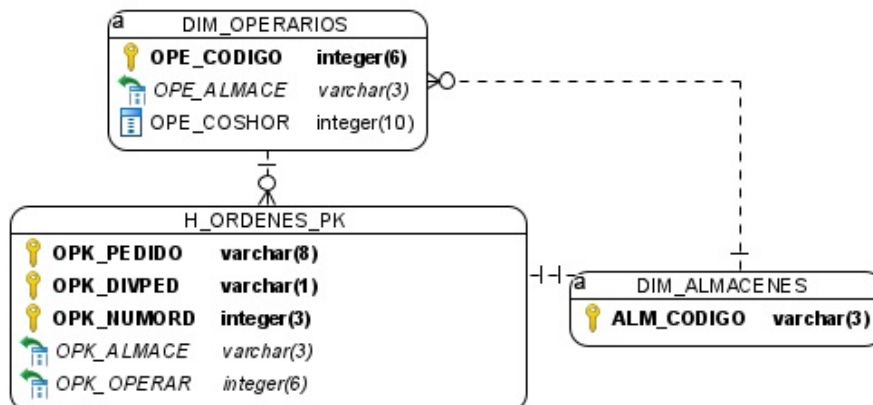 a
DIM_OPERARIOS
OPE_CODIGO integer(6)
OPE_ALMACE varchar(3)
OPE_COSHOR integer(10)
H_ORDENES_PK
OPK_PEDIDO varchar(8)
OPK_DIVPED varchar(1)
OPK_NUMORD integer(3)
OPK_ALMACE varchar(3)
OPK_OPERAR integer(6)
a
DIM_ALMACENES
ALM_CODIGO varchar(3)